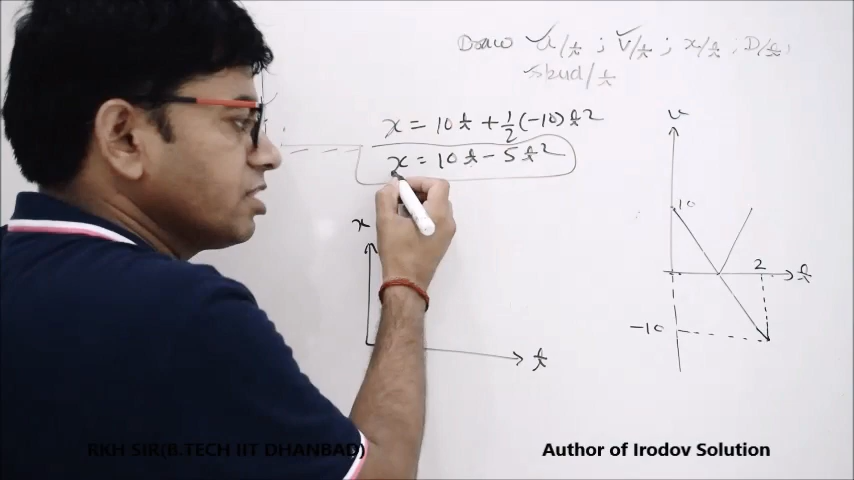 Draw a/t ; v/t ; x/t ; D/t ;
speed/t
x = 10t + 1/2 (-10) t²
x = 10t - 5t²
x
t
v
10
2
t
-10
RKH SIR(B.TECH IIT DHANBAD)
Author of Irodov Solution